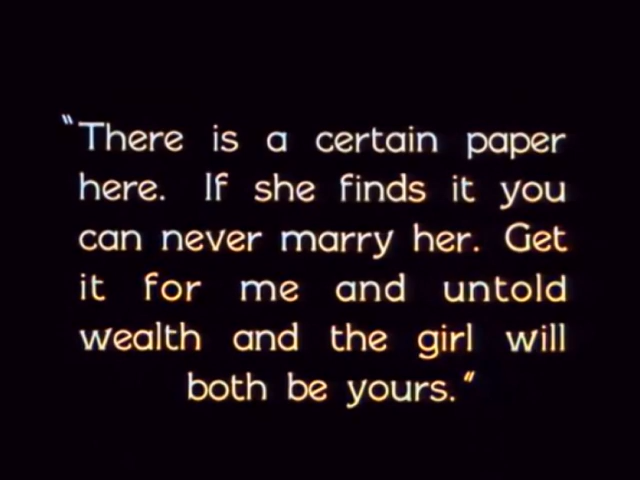 "There is a certain paper
here. If she finds it you
can never marry her. Get
it for me and untold
wealth and the girl will
both be yours."